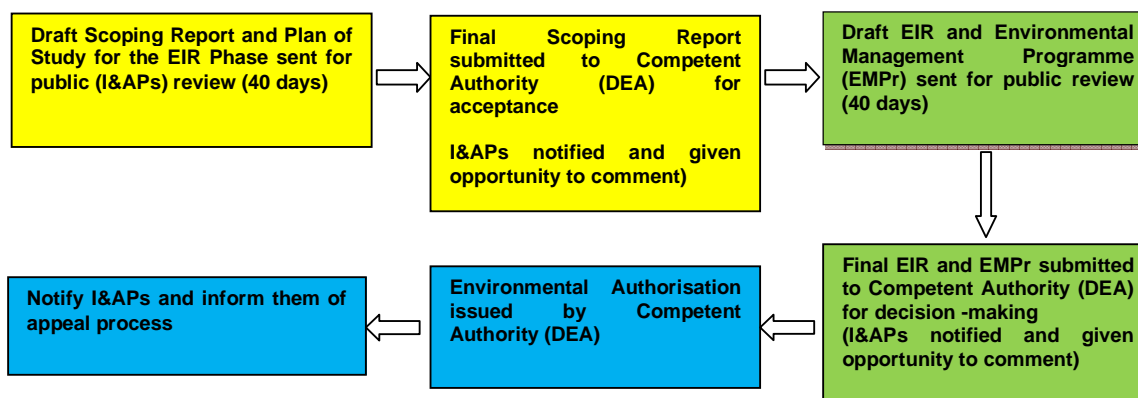 Draft Scoping Report and Plan of
Study for the EIR Phase sent for
public (I&APs) review (40 days)
Final Scoping Report
submitted to Competent
Authority (DEA) for
acceptance
I&APs notified and given
opportunity to comment)
Draft EIR and Environmental
Management Programme
(EMPr) sent for public review
(40 days)
Final EIR and EMPr submitted
to Competent Authority (DEA)
for decision -making
(I&APs notified and given
opportunity to comment)
Environmental Authorisation
issued by Competent
Authority (DEA)
Notify I&APs and inform them of
appeal process